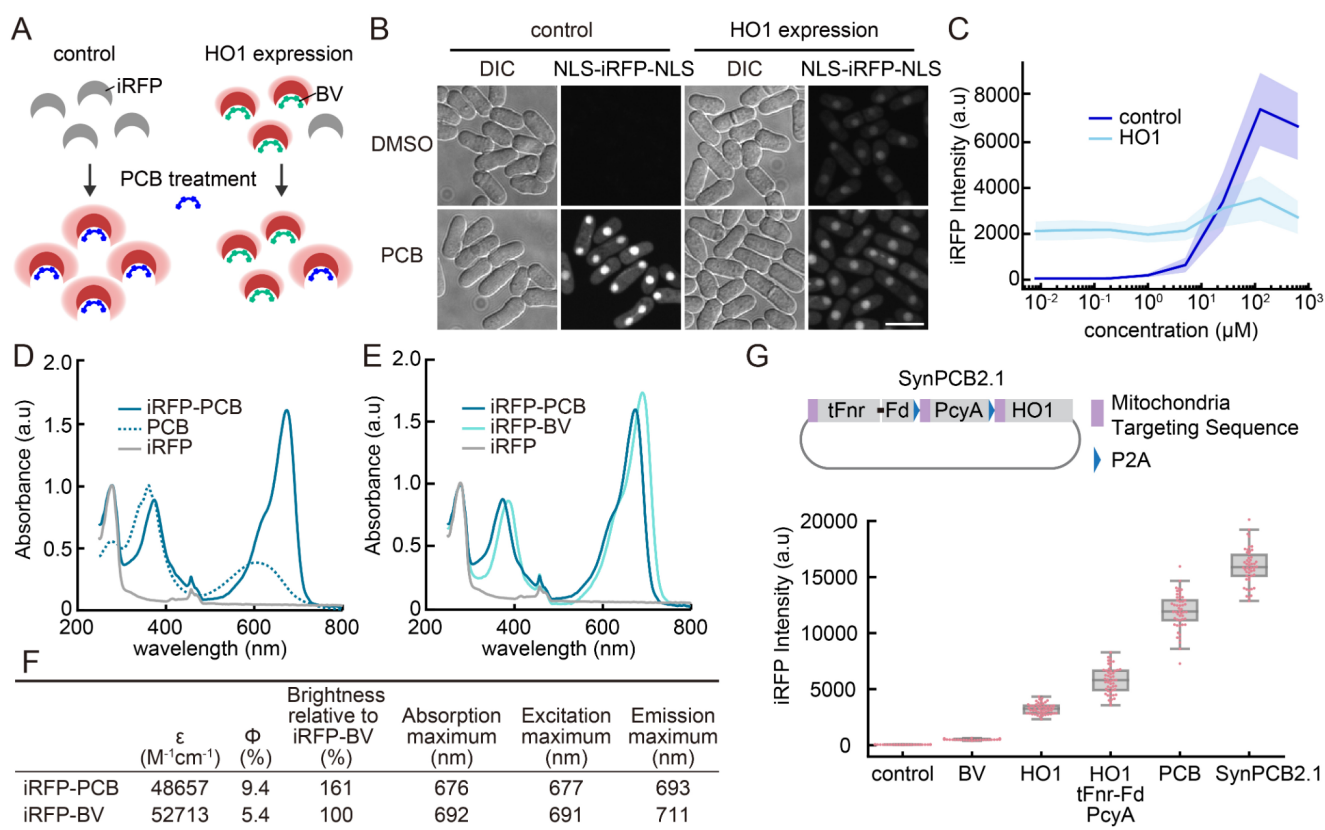 A
control
HO1 expression
iRFP
BV
PCB treatment
B
control
HO1 expression
DIC
NLS-iRFP-NLS
DIC
NLS-iRFP-NLS
DMSO
PCB
C
iRFP Intensity (a.u)
8000
6000
4000
2000
0
control
HO1
10⁻²
10⁻¹
10⁰
10¹
10²
10³
concentration (µM)
D
Absorbance (a.u)
2.0
1.5
1.0
0.5
0
iRFP-PCB
PCB
iRFP
200
400
600
800
wavelength (nm)
E
Absorbance (a.u)
2.0
1.5
1.0
0.5
0
iRFP-PCB
iRFP-BV
iRFP
200
400
600
800
wavelength (nm)
F
ε
(M⁻¹cm⁻¹)
Φ
(%)
Brightness
relative to
iRFP-BV
(%)
Absorption
maximum
(nm)
Excitation
maximum
(nm)
Emission
maximum
(nm)
iRFP-PCB 48657 9.4 161 676 677 693
iRFP-BV 52713 5.4 100 692 691 711
G
SynPCB2.1
tFnr Fd PcyA HO1
Mitochondria
Targeting Sequence
P2A
iRFP Intensity (a.u)
20000
15000
10000
5000
0
control
BV
HO1
HO1
tFnr-Fd
PcyA
PCB
SynPCB2.1